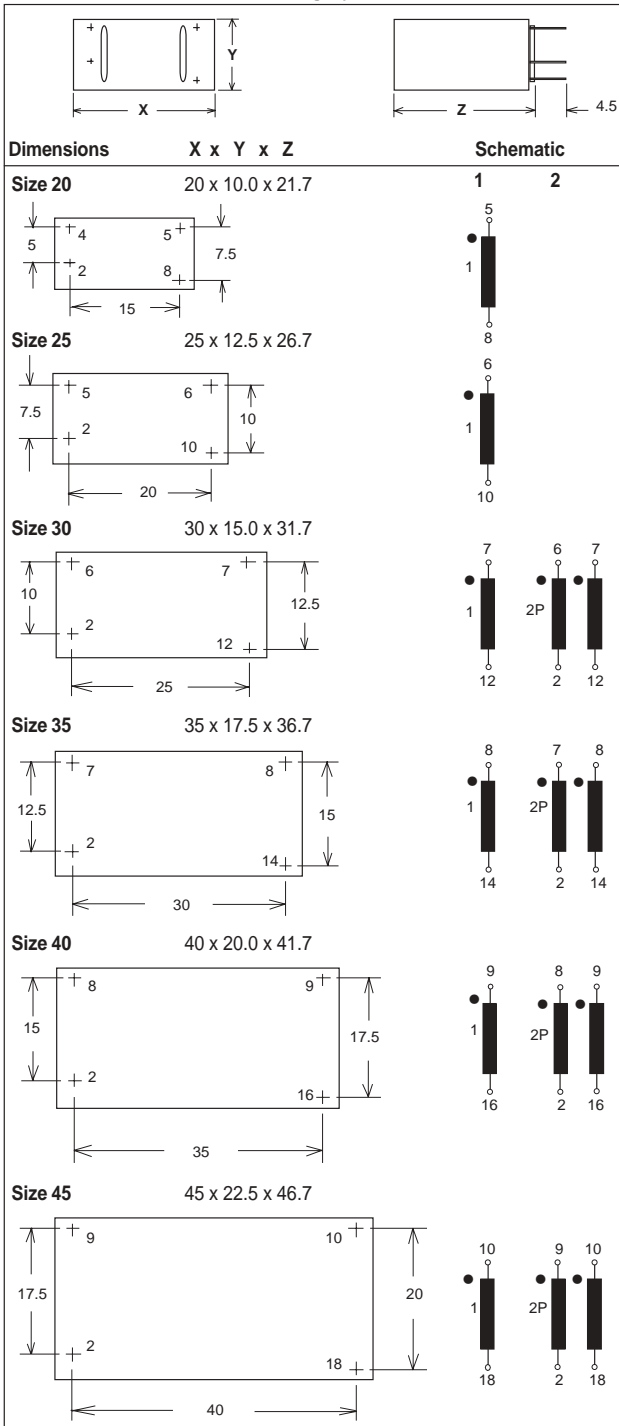 Y
X
Z
4.5
Dimensions X x Y x Z Schematic
Size 20 20 x 10.0 x 21.7 1 2
5
4 5
5 7.5
2 8
1
15
8
Size 25 25 x 12.5 x 26.7
6
5 6
7.5 10
2
1
10
20
10
Size 30 30 x 15.0 x 31.7
7 6 7
6 7
10 12.5
1 2P
2
12
12 2 12
25
Size 35 35 x 17.5 x 36.7
8 7 8
7 8
12.5 15
1 2P
2
14
14 2 14
30
Size 40 40 x 20.0 x 41.7
9 8 9
8 9
15 17.5
1 2P
2
16
16 2 16
35
Size 45 45 x 22.5 x 46.7
9 10
10 9 10
17.5 20
1 2P
2
18
18 2 18
40